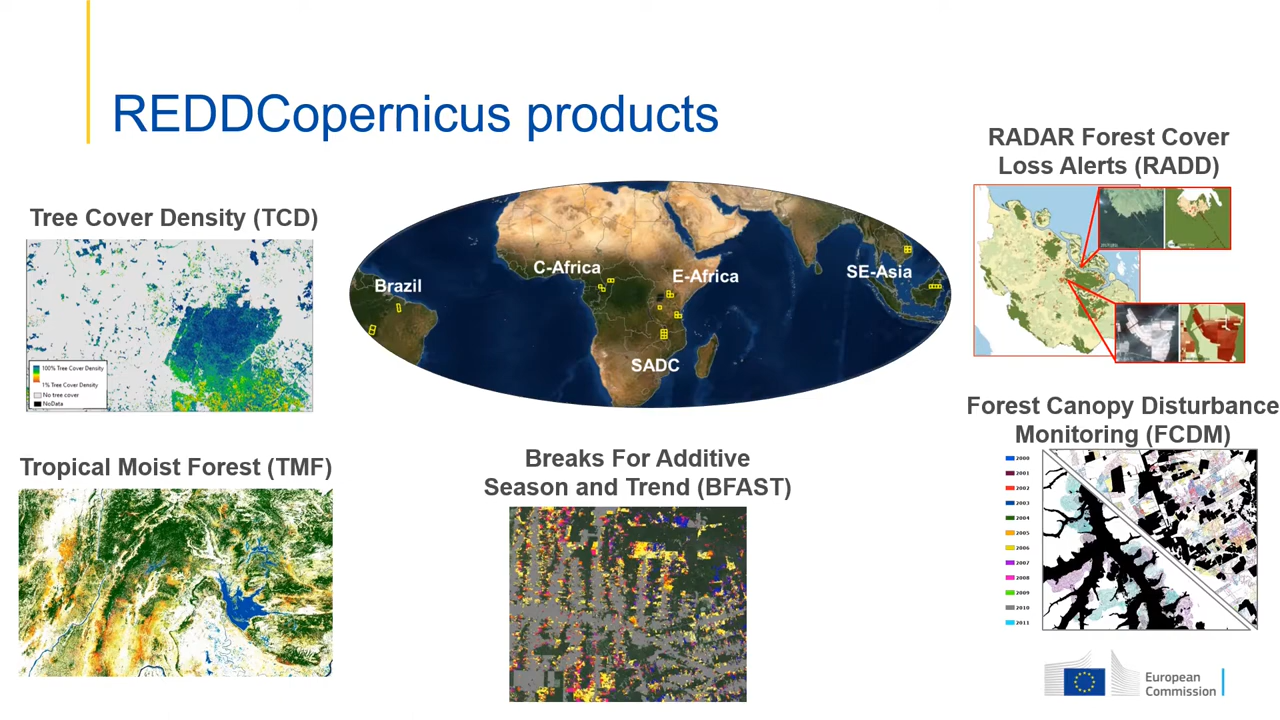 REDDCopernicus products
RADAR Forest Cover
Loss Alerts (RADD)
Tree Cover Density (TCD)
100% Tree Cover Density
1% Tree Cover Density
No tree cover
NoData
C-Africa
E-Africa
SE-Asia
Brazil
SADC
Forest Canopy Disturbance
Monitoring (FCDM)
2000
2001
2002
2003
2004
2005
2006
2007
2008
2009
2010
2011
Tropical Moist Forest (TMF)
Breaks For Additive
Season and Trend (BFAST)
European
Commission